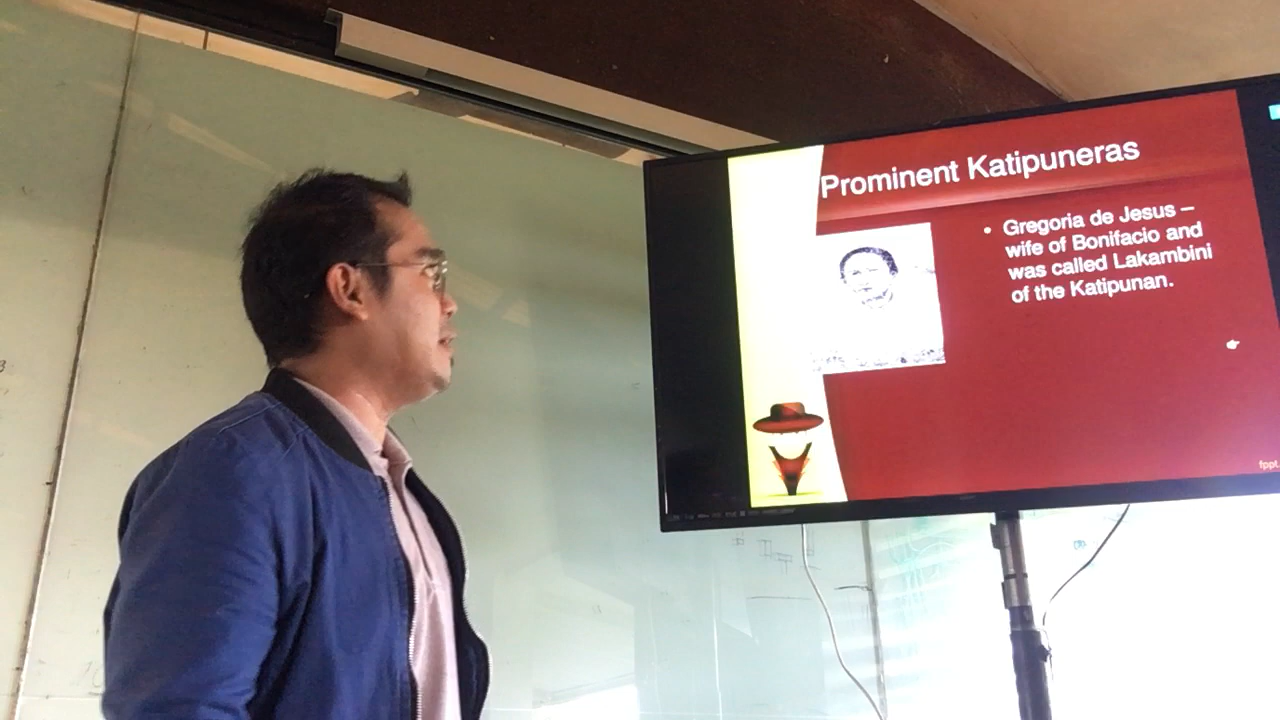 Prominent Katipuneras
• Gregoria de Jesus –
wife of Bonifacio and
was called Lakambini
of the Katipunan.
fppt.